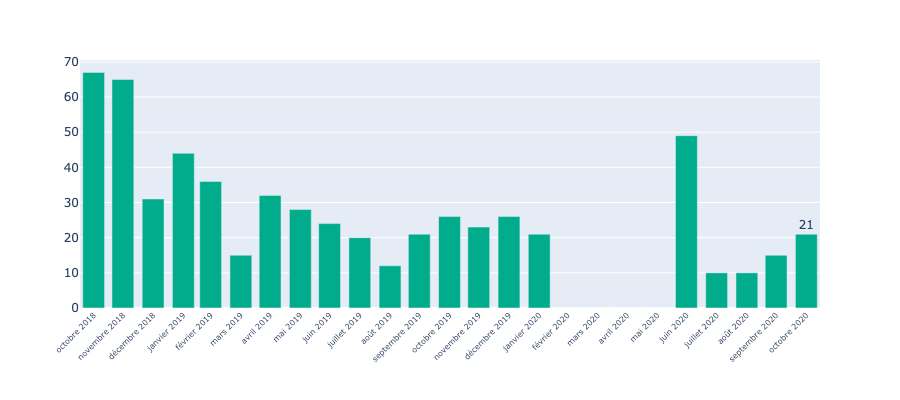 70
60
50
40
30
20
10
0
21
octobre 2018
novembre 2018
décembre 2018
janvier 2019
février 2019
mars 2019
avril 2019
mai 2019
juin 2019
juillet 2019
août 2019
septembre 2019
octobre 2019
novembre 2019
décembre 2019
janvier 2020
février 2020
mars 2020
avril 2020
mai 2020
juin 2020
juillet 2020
août 2020
septembre 2020
octobre 2020